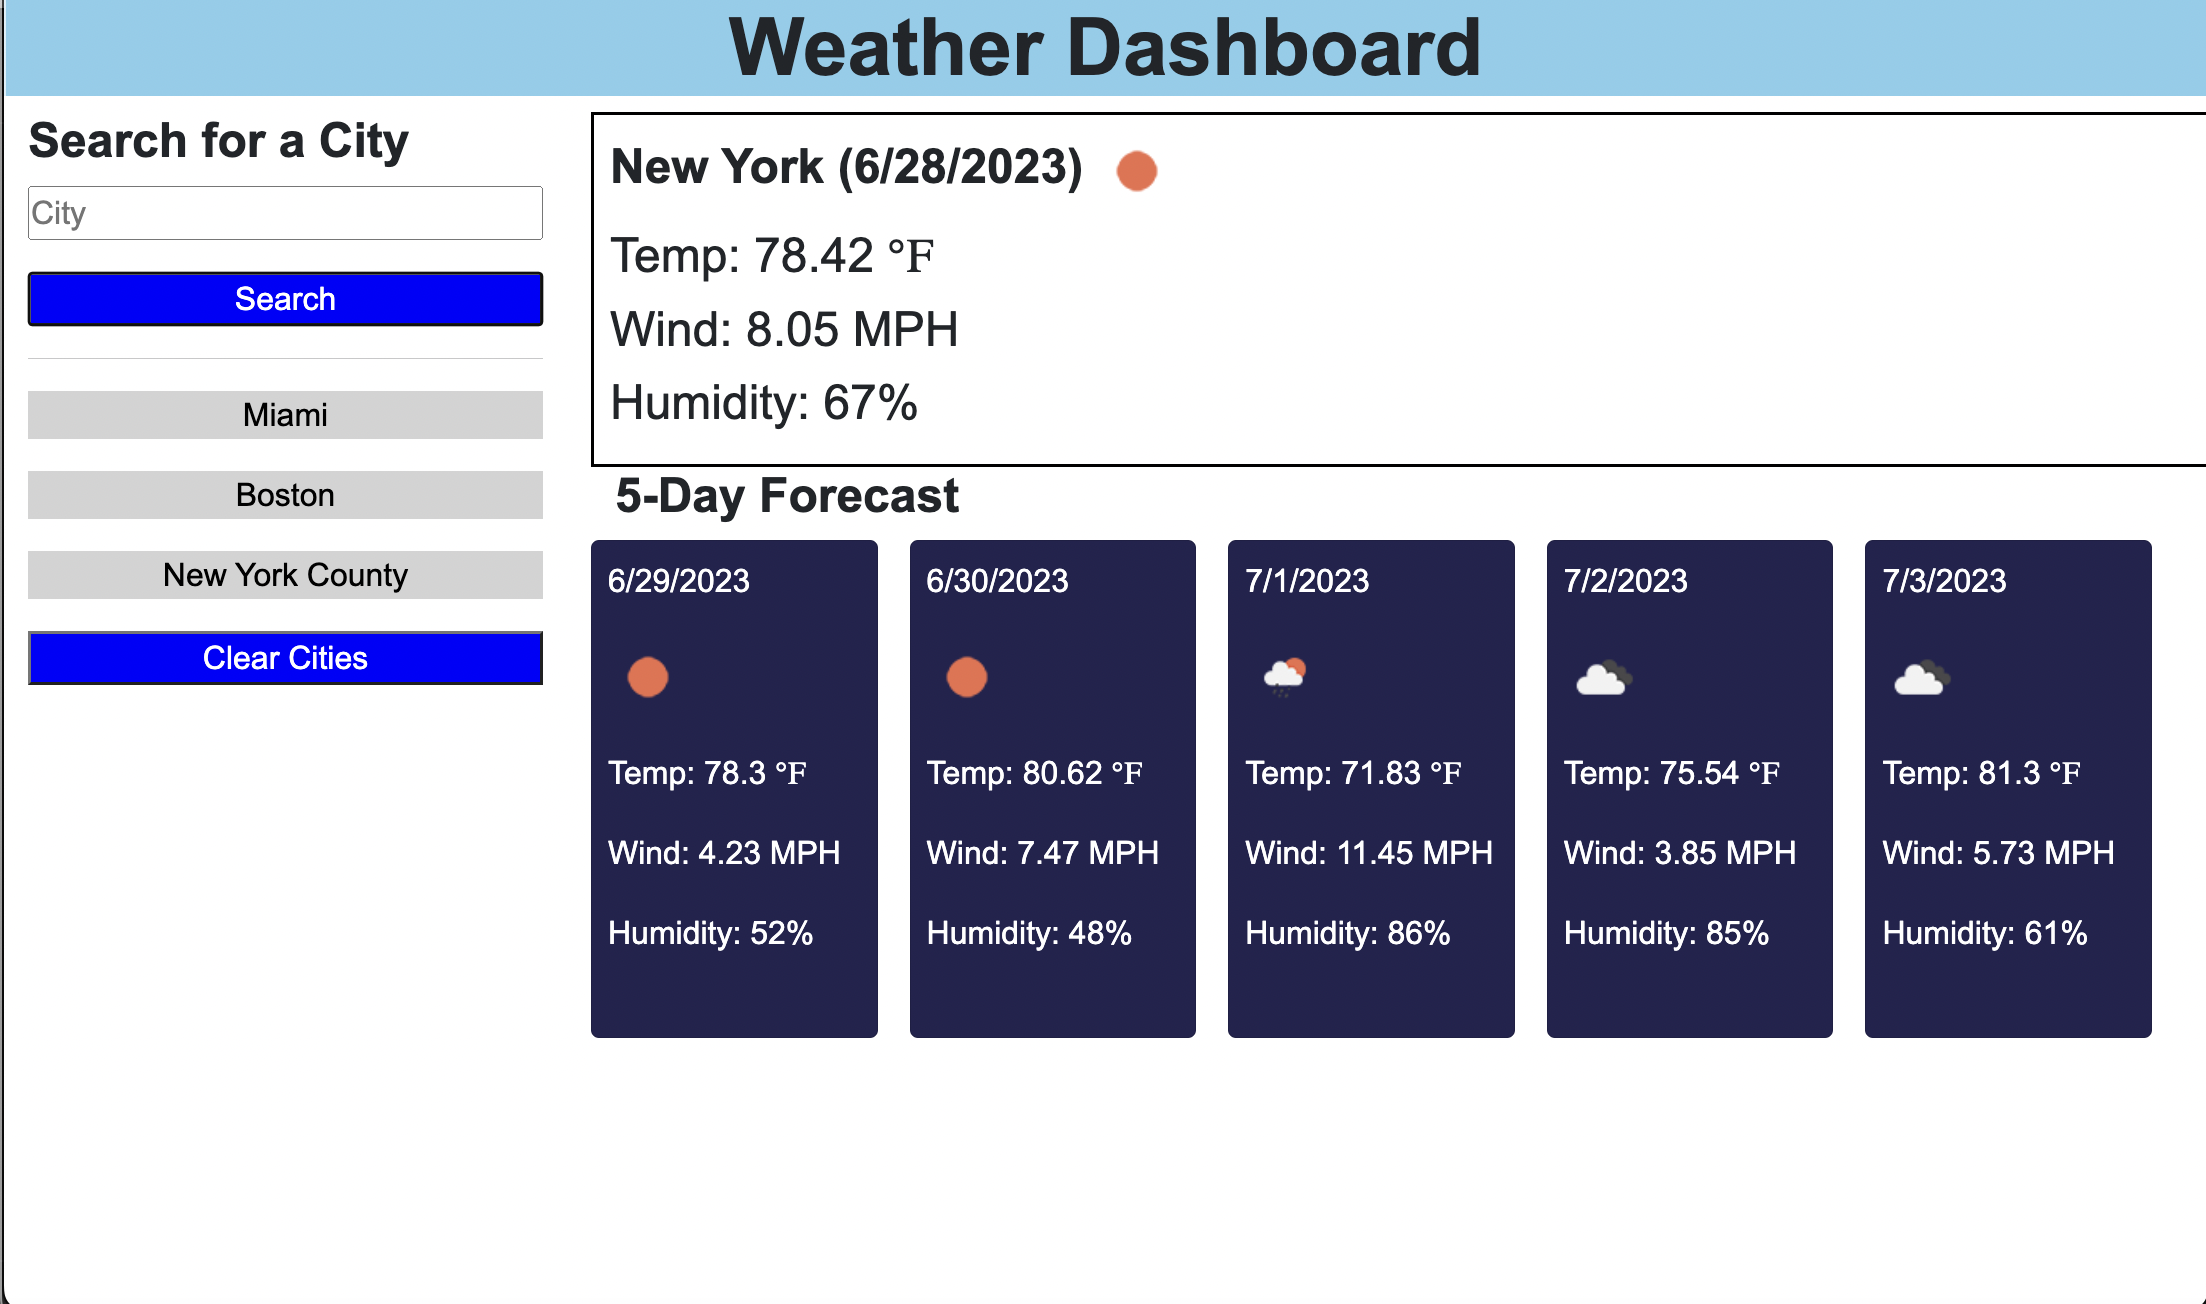 Weather Dashboard
Search for a City
City
Search
Miami
Boston
New York County
Clear Cities
New York (6/28/2023)
Temp: 78.42 °F
Wind: 8.05 MPH
Humidity: 67%
5-Day Forecast
6/29/2023
Temp: 78.3 °F
Wind: 4.23 MPH
Humidity: 52%
6/30/2023
Temp: 80.62 °F
Wind: 7.47 MPH
Humidity: 48%
7/1/2023
Temp: 71.83 °F
Wind: 11.45 MPH
Humidity: 86%
7/2/2023
Temp: 75.54 °F
Wind: 3.85 MPH
Humidity: 85%
7/3/2023
Temp: 81.3 °F
Wind: 5.73 MPH
Humidity: 61%